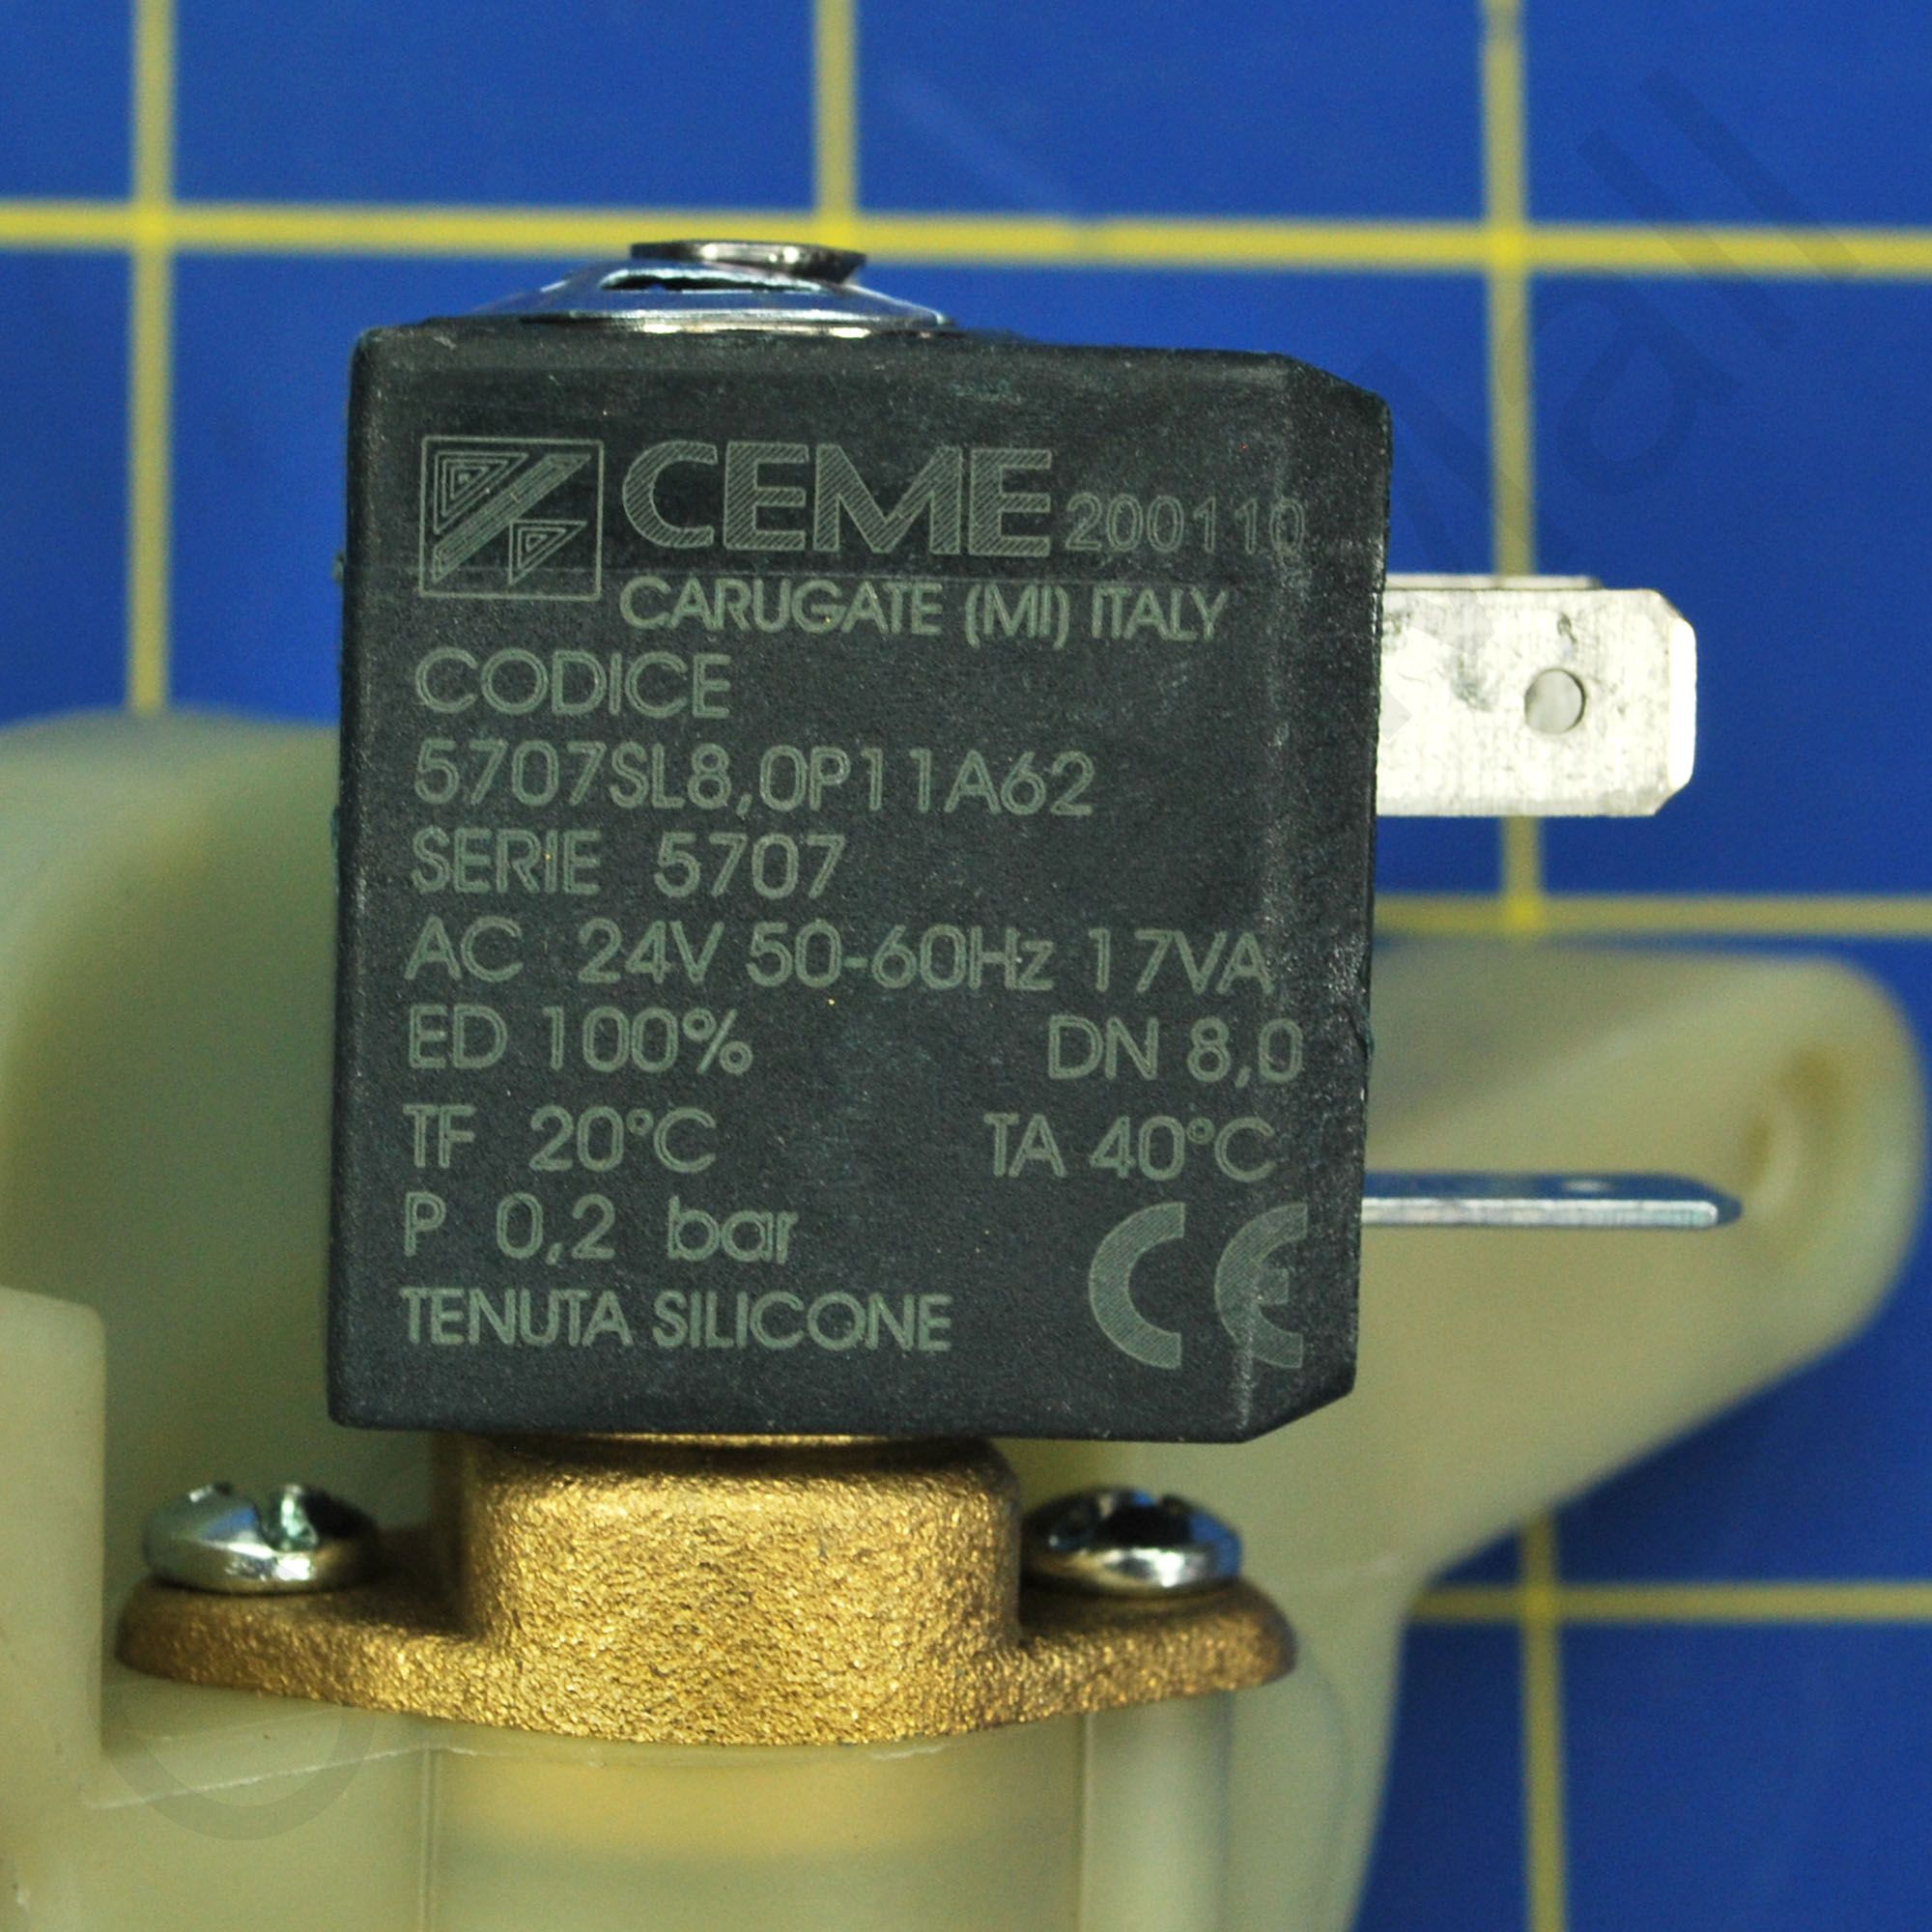 CEME 200110
CARUGATE (MI) ITALY
CODICE
5707SL8,0P11A62
SERIE 5707
AC 24V 50-60Hz 17VA
ED 100% DN 8,0
TF 20°C TA 40°C
P 0,2 bar
TENUTA SILICONE CE